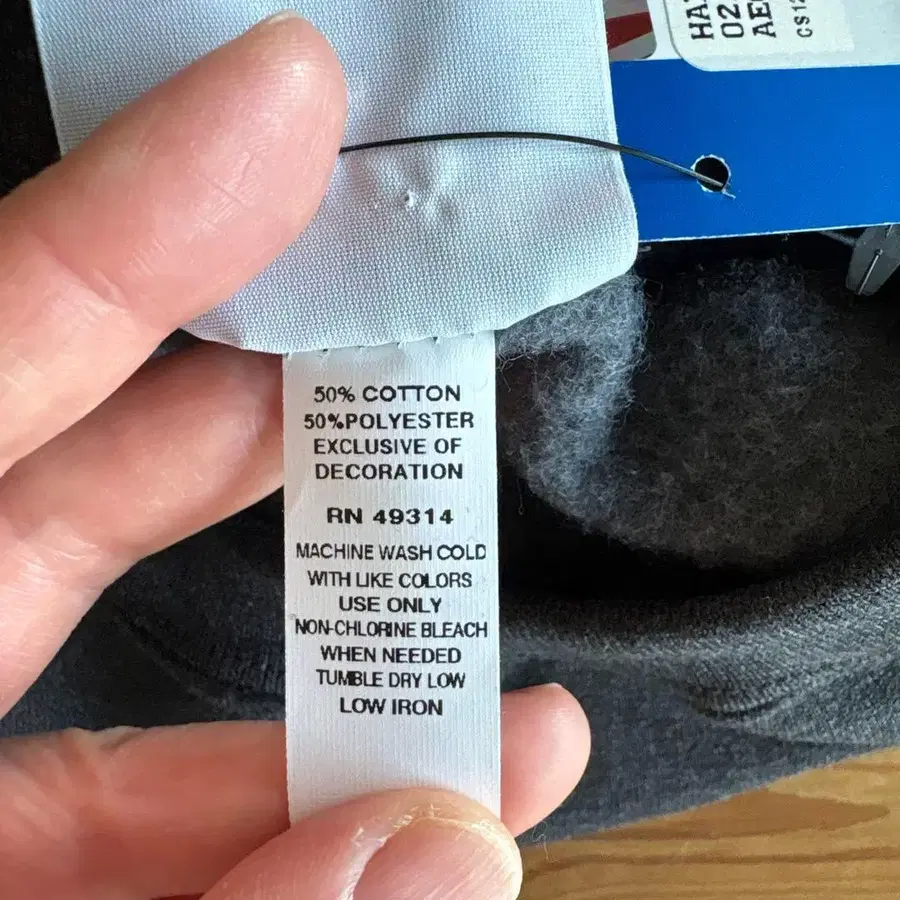 50% COTTON
50%POLYESTER
EXCLUSIVE OF
DECORATION
RN 49314
MACHINE WASH COLD
WITH LIKE COLORS
USE ONLY
NON-CHLORINE BLEACH
WHEN NEEDED
TUMBLE DRY LOW
LOW IRON